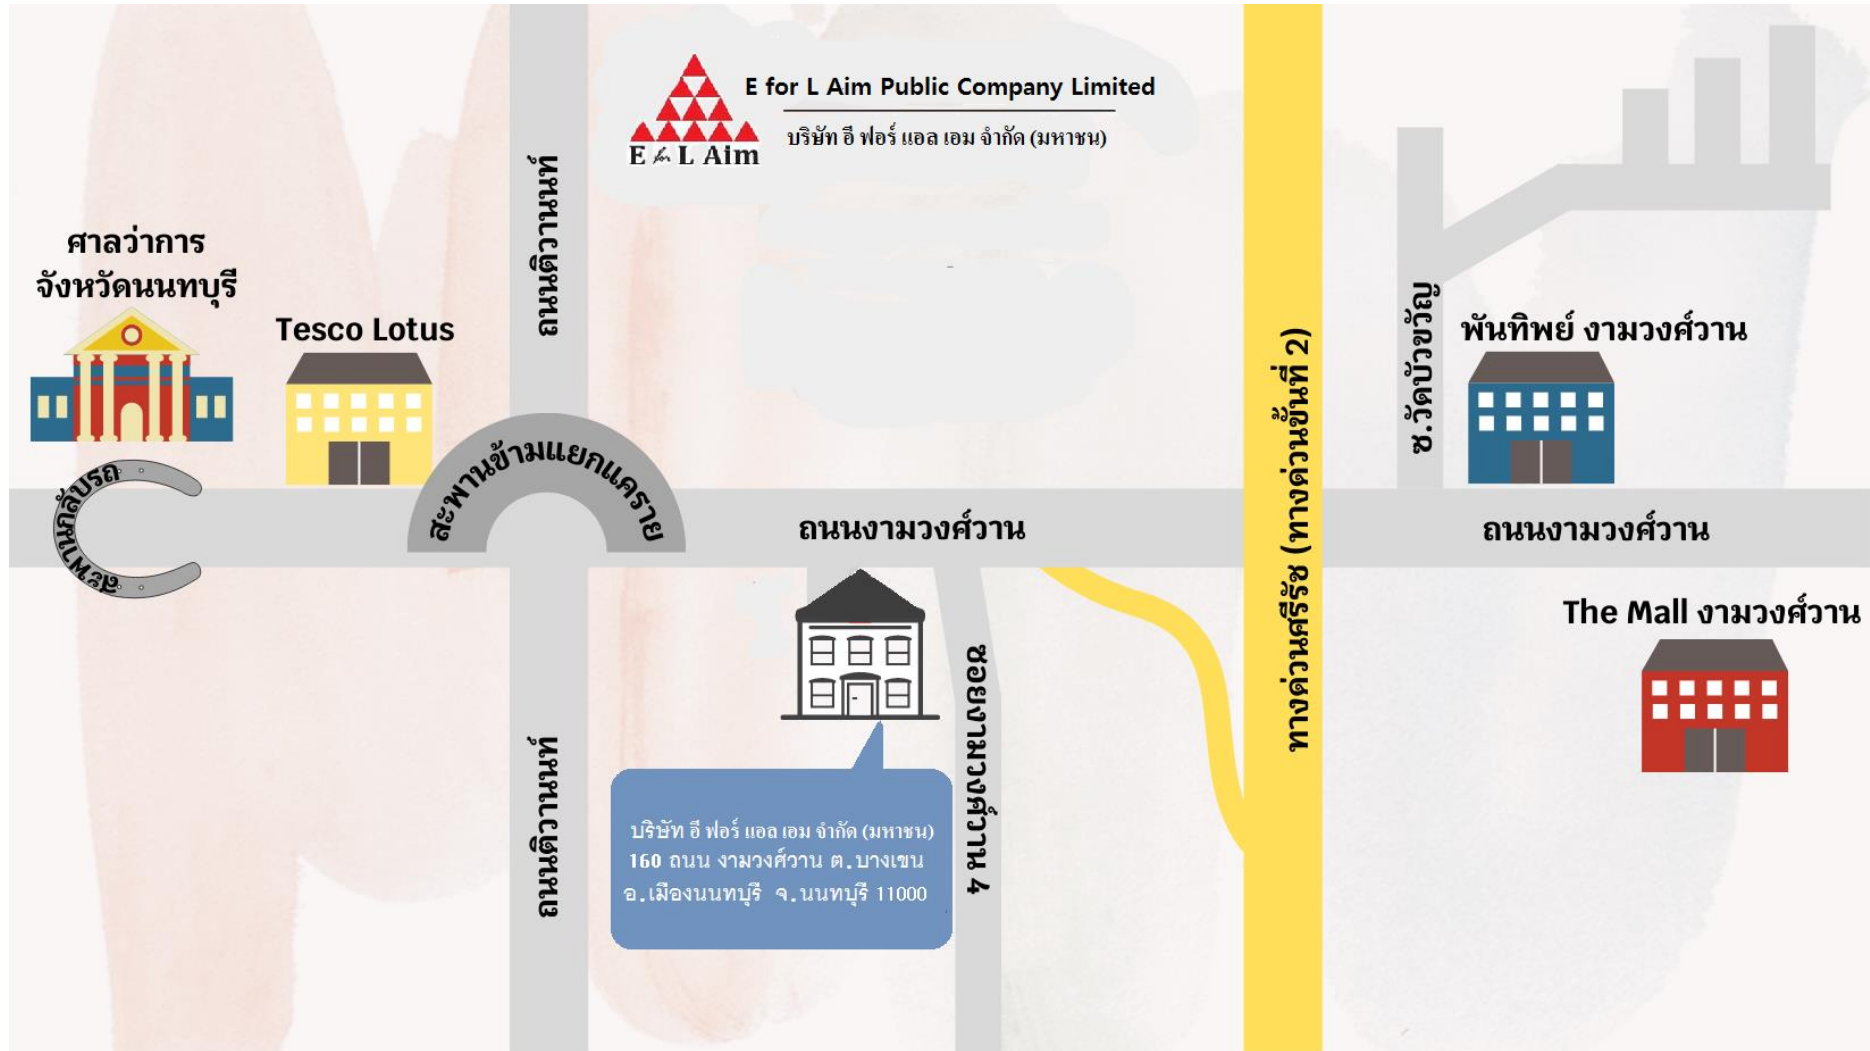 E for L Aim Public Company Limited
บริษัท อี ฟอร์ แอล เอม จำกัด (มหาชน)
E for L Aim
ถนนติวานนท์
ศาลว่าการ
จังหวัดนนทบุรี
Tesco Lotus
สะพานกลับรถ
สะพานข้ามแยกแคราย
ถนนงามวงศ์วาน
ทางด่วนศรีรัช (ทางด่วนขั้นที่ 2)
ซ.วัดบัวขวัญ
พันทิพย์ งามวงศ์วาน
ถนนงามวงศ์วาน
The Mall งามวงศ์วาน
ซอยงามวงศ์วาน 4
ถนนติวานนท์
บริษัท อี ฟอร์ แอล เอม จำกัด (มหาชน)
160 ถนน งามวงศ์วาน ต.บางเขน
อ.เมืองนนทบุรี จ.นนทบุรี 11000